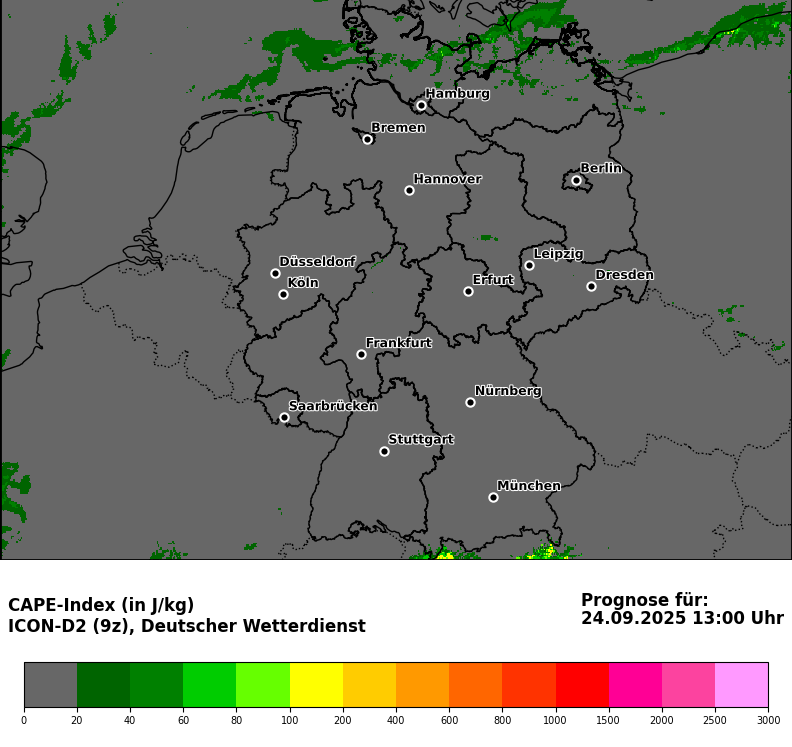 Hamburg
Bremen
Berlin
Hannover
Leipzig
Düsseldorf
Dresden
Köln
Erfurt
Frankfurt
Nürnberg
Saarbrücken
Stuttgart
München
CAPE-Index (in J/kg)
ICON-D2 (9z), Deutscher Wetterdienst
Prognose für:
24.09.2025 13:00 Uhr
0 20 40 60 80 100 200 400 600 800 1000 1500 2000 2500 3000